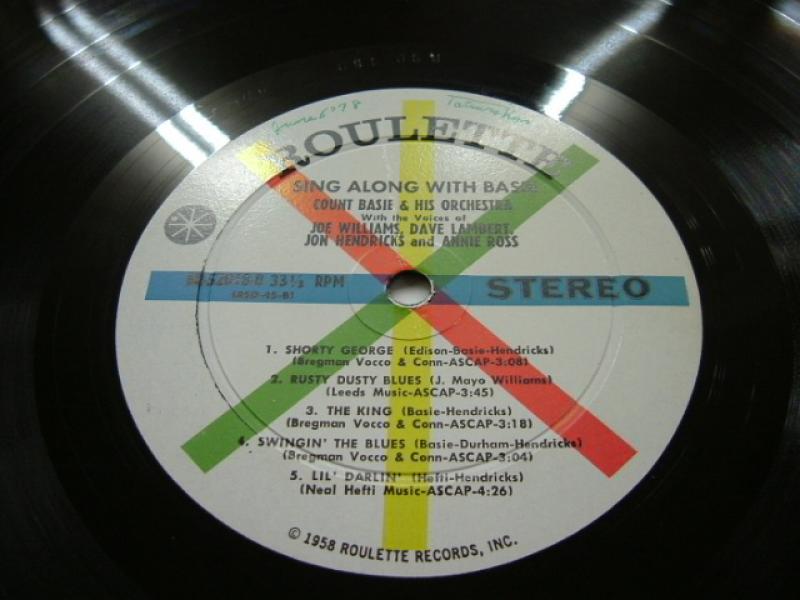 ROULETTE
SING ALONG WITH BASIE
COUNT BASIE & HIS ORCHESTRA
With the Voices of
JOE WILLIAMS, DAVE LAMBERT,
JON HENDRICKS and ANNIE ROSS
33⅓ RPM STEREO
1. SHORTY GEORGE (Edison-Basie-Hendricks)
(Bregman Vocco & Conn-ASCAP-3:08)
2. RUSTY DUSTY BLUES (J. Mayo Williams)
(Leeds Music-ASCAP-3:45)
3. THE KING (Basie-Hendricks)
(Bregman Vocco & Conn-ASCAP-3:18)
4. SWINGIN' THE BLUES (Basie-Durham-Hendricks)
(Bregman Vocco & Conn-ASCAP-3:04)
5. LIL' DARLIN' (Hefti-Hendricks)
(Neal Hefti Music-ASCAP-4:26)
© 1958 ROULETTE RECORDS, INC.